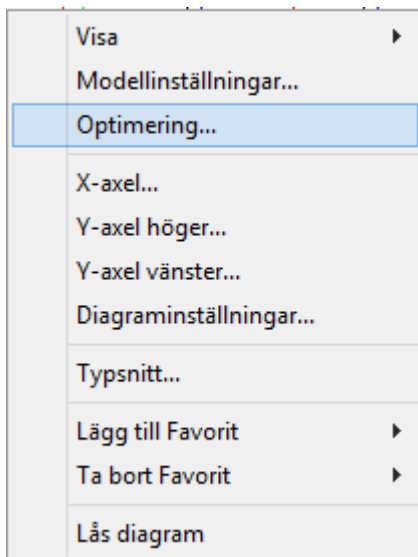 Visa
Modellinställningar...
Optimering...
X-axel...
Y-axel höger...
Y-axel vänster...
Diagraminställningar...
Typsnitt...
Lägg till Favorit
Ta bort Favorit
Lås diagram